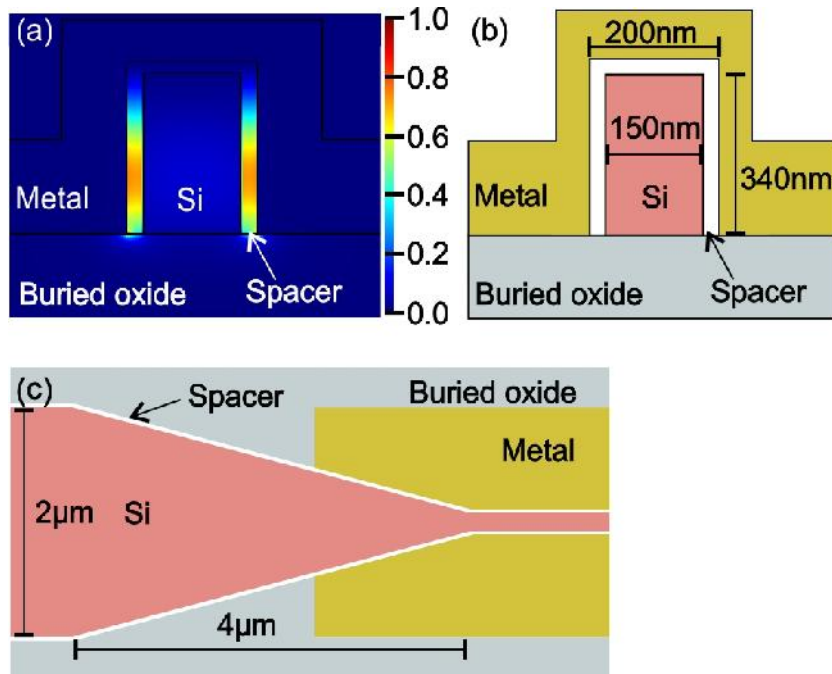 (a)
1.0
0.8
0.6
0.4
0.2
0.0
Metal
Si
Buried oxide
Spacer
(b)
200nm
150nm
340nm
Metal
Si
Buried oxide
Spacer
(c)
Spacer
Buried oxide
Metal
2μm
Si
4μm